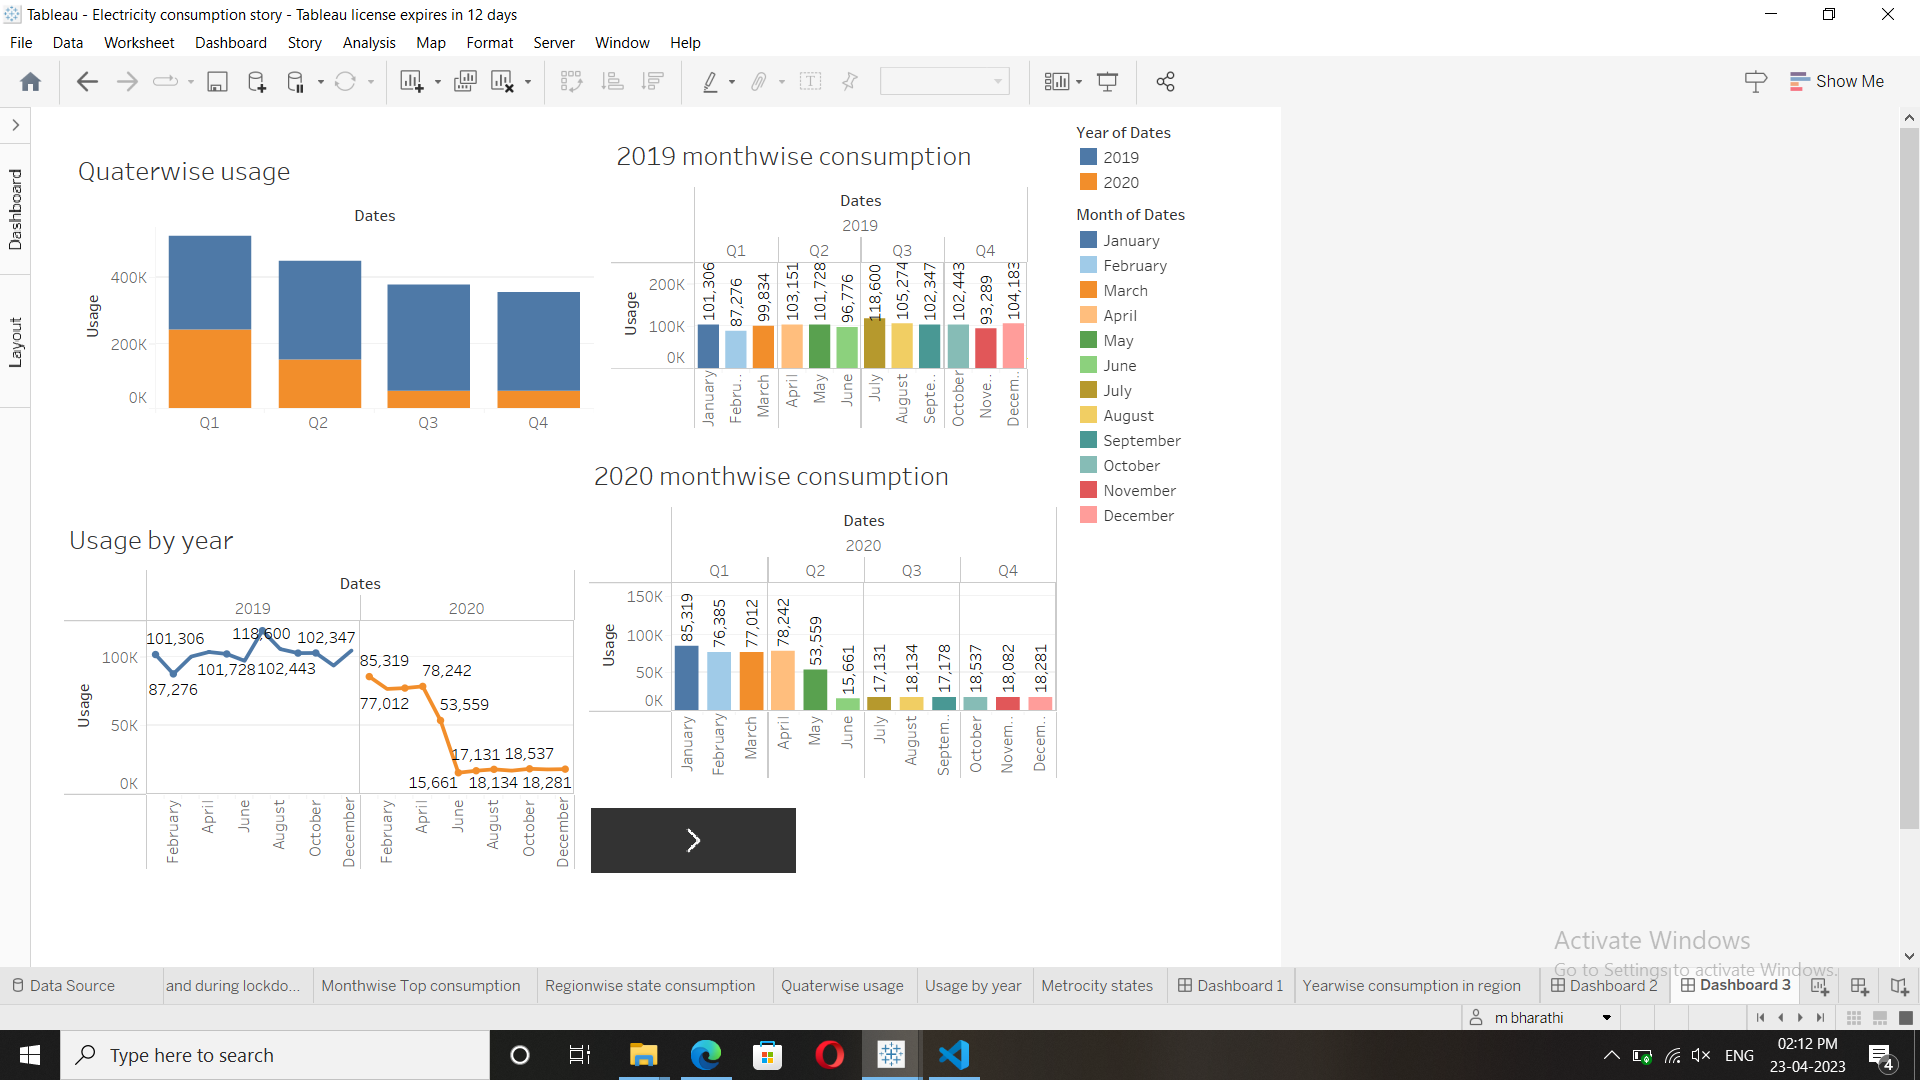 Tableau - Electricity consumption story - Tableau license expires in 12 days
File Data Worksheet Dashboard Story Analysis Map Format Server Window Help
Show Me
Dashboard
Layout
Quaterwise usage
Dates
Usage
400K
200K
0K
Q1 Q2 Q3 Q4
2019 monthwise consumption
Dates
2019
Q1 Q2 Q3 Q4
Usage
200K
100K
0K
101,306 87,276 99,834 103,151 101,728 96,776 118,600 105,274 102,347 102,443 93,289 104,183
January Febru.. March April May June July August Septe.. October Nove.. Decem..
Year of Dates
2019
2020
Month of Dates
January
February
March
April
May
June
July
August
September
October
November
December
2020 monthwise consumption
Dates
2020
Q1 Q2 Q3 Q4
Usage
150K
100K
50K
0K
85,319 76,385 77,012 78,242 53,559 15,661 17,131 18,134 17,178 18,537 18,082 18,281
January February March April May June July August Septem.. October Novem.. Decem..
Usage by year
Dates
2019 2020
Usage
100K
50K
0K
101,306 118,600 102,347
101,728 102,443
87,276
85,319 78,242
77,012 53,559
17,131 18,537
15,661 18,134 18,281
February April June August October December February April June August October December
Activate Windows
Go to Settings to activate Windows.
Data Source and during lockdo... Monthwise Top consumption Regionwise state consumption Quaterwise usage Usage by year Metrocity states Dashboard 1 Yearwise consumption in region Dashboard 2 Dashboard 3
m bharathi
Type here to search
ENG
02:12 PM
23-04-2023
4